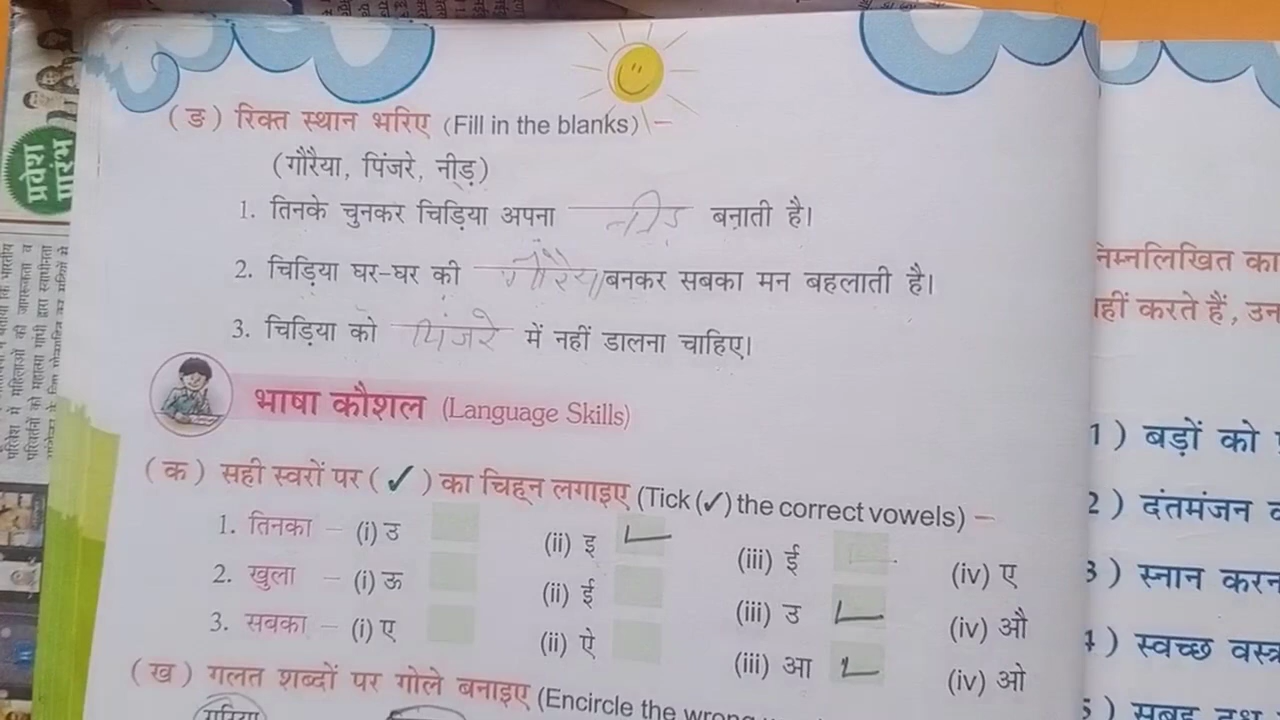 (ङ) रिक्त स्थान भरिए (Fill in the blanks) –
(गौरैया, पिंजरे, नीड़)
1. तिनके चुनकर चिड़िया अपना नीड़ बनाती है।
2. चिड़िया घर-घर की गौरैया बनकर सबका मन बहलाती है।
3. चिड़िया को पिंजरे में नहीं डालना चाहिए।
भाषा कौशल (Language Skills)
(क) सही स्वरों पर (✓) का चिह्न लगाइए (Tick (✓) the correct vowels) –
1. तिनका – (i) उ (ii) इ ✓ (iii) ई (iv) ए
2. खुला – (i) ऊ (ii) ई (iii) उ ✓ (iv) औ
3. सबका – (i) ए (ii) ऐ (iii) आ ✓ (iv) ओ
(ख) गलत शब्दों पर गोले बनाइए (Encircle the
प्रवेश
प्रारंभ
निम्नलिखित का
करते हैं, उन
1) बड़ों को
2) दंतमंजन
3) स्नान
4) स्वच्छ